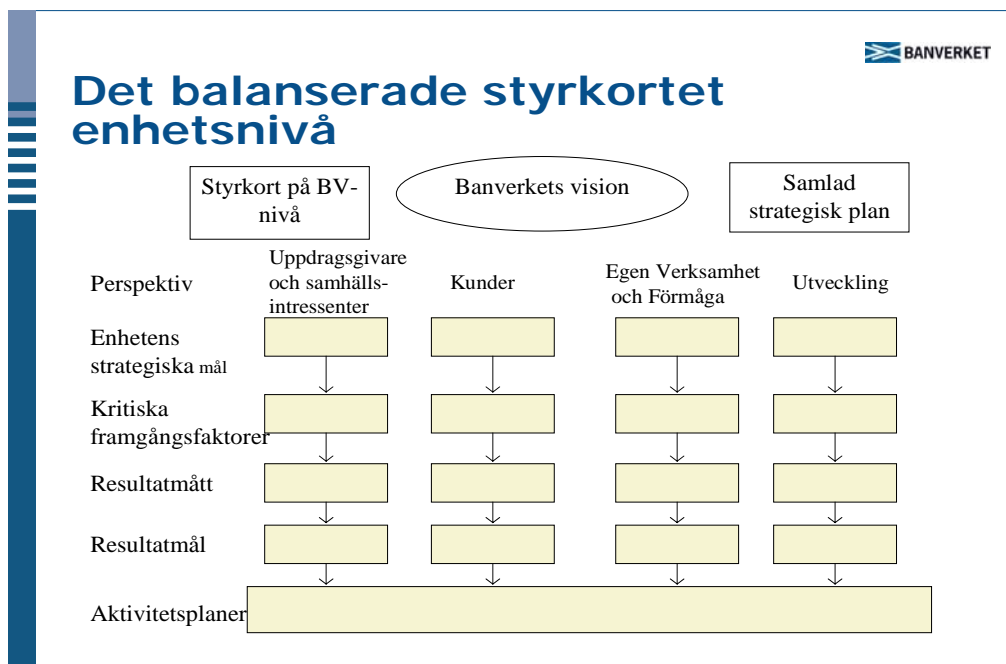 BANVERKET
Det balanserade styrkortet
enhetsnivå
Styrkort på BV-
nivå
Banverkets vision
Samlad
strategisk plan
Perspektiv
Uppdragsgivare
och samhälls-
intressenter
Kunder
Egen Verksamhet
och Förmåga
Utveckling
Enhetens
strategiska mål
Kritiska
framgångsfaktorer
Resultatmått
Resultatmål
Aktivitetsplaner